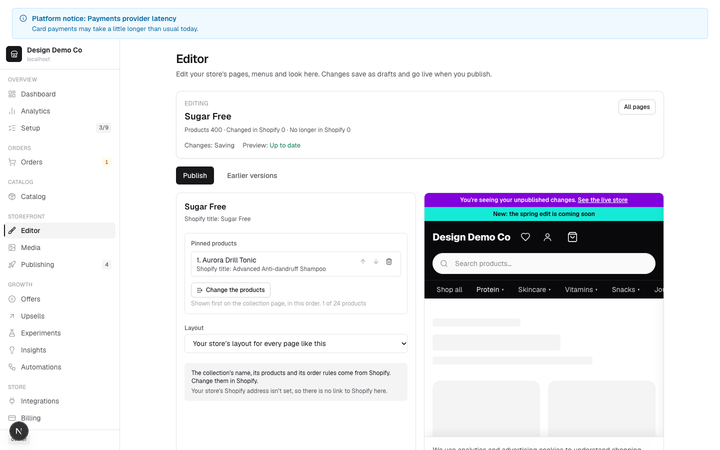 Platform notice: Payments provider latency
Card payments may take a little longer than usual today.
Design Demo Co
localhost
OVERVIEW
Dashboard
Analytics
Setup 3/9
ORDERS
Orders 1
CATALOG
Catalog
STOREFRONT
Editor
Media
Publishing 4
GROWTH
Offers
Upsells
Experiments
Insights
Automations
STORE
Integrations
Billing
N
Editor
Edit your store's pages, menus and look here. Changes save as drafts and go live when you publish.
EDITING
Sugar Free
Products 400 · Changed in Shopify 0 · No longer in Shopify 0
Changes: Saving Preview: Up to date
All pages
Publish Earlier versions
Sugar Free
Shopify title: Sugar Free
Pinned products
1. Aurora Drill Tonic
Shopify title: Advanced Anti-dandruff Shampoo
Change the products
Shown first on the collection page, in this order. 1 of 24 products
Layout
Your store's layout for every page like this
The collection's name, its products and its order rules come from Shopify.
Change them in Shopify.
Your store's Shopify address isn't set, so there is no link to Shopify here.
You're seeing your unpublished changes. See the live store
New: the spring edit is coming soon
Design Demo Co
Search products...
Shop all Protein Skincare Vitamins Snacks Jou
We use analytics and advertising cookies to understand shopping